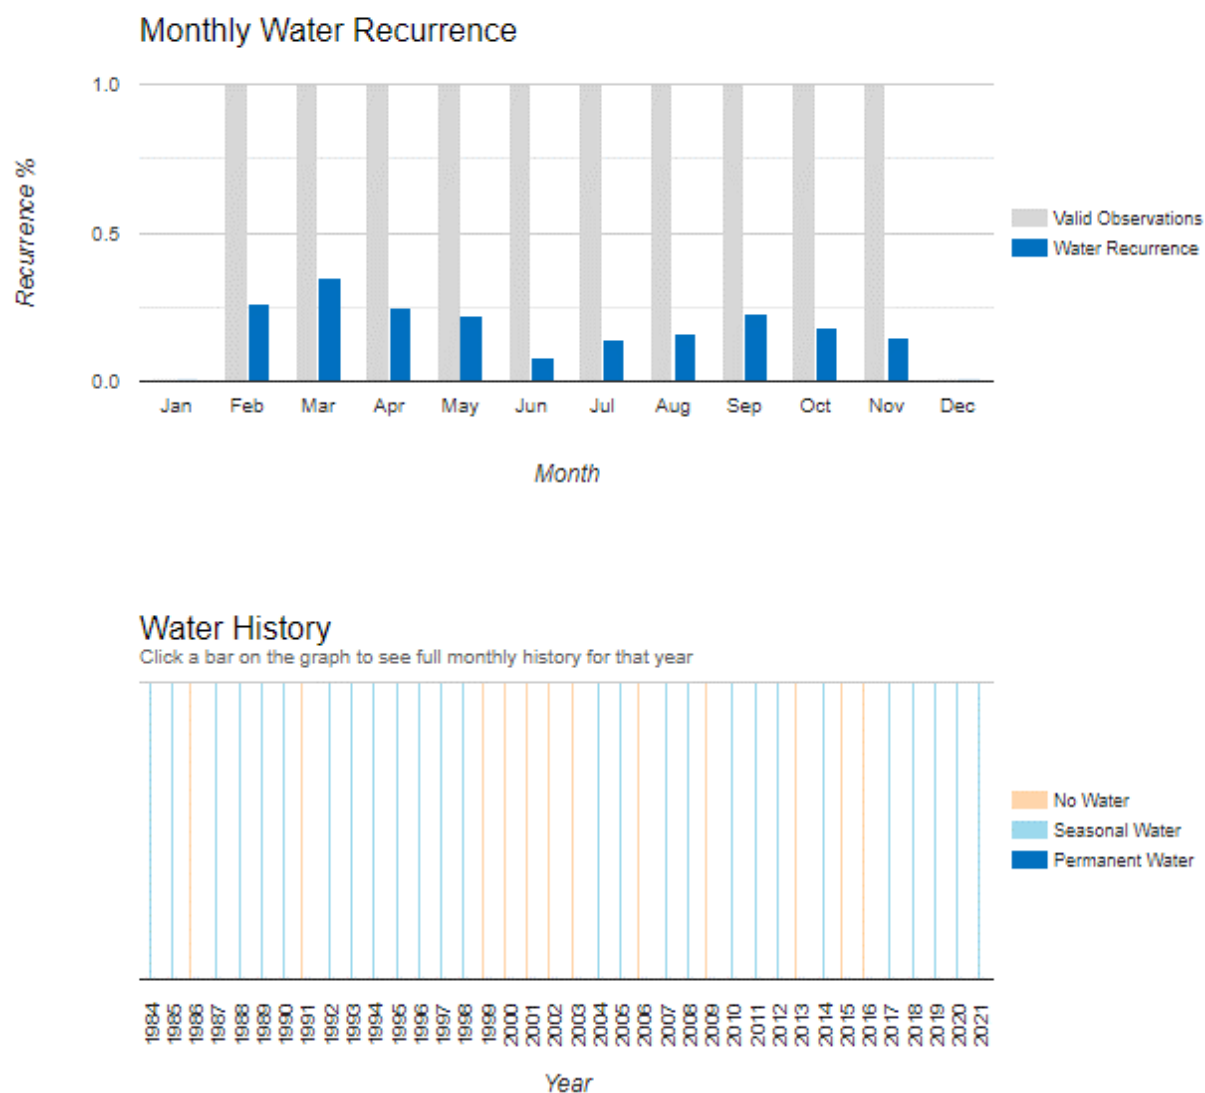 Monthly Water Recurrence
1.0
0.5
0.0
Recurrence %
Jan Feb Mar Apr May Jun Jul Aug Sep Oct Nov Dec
Month
Valid Observations
Water Recurrence
Water History
Click a bar on the graph to see full monthly history for that year
No Water
Seasonal Water
Permanent Water
1984 1985 1986 1987 1988 1989 1990 1991 1992 1993 1994 1995 1996 1997 1998 1999 2000 2001 2002 2003 2004 2005 2006 2007 2008 2009 2010 2011 2012 2013 2014 2015 2016 2017 2018 2019 2020 2021
Year